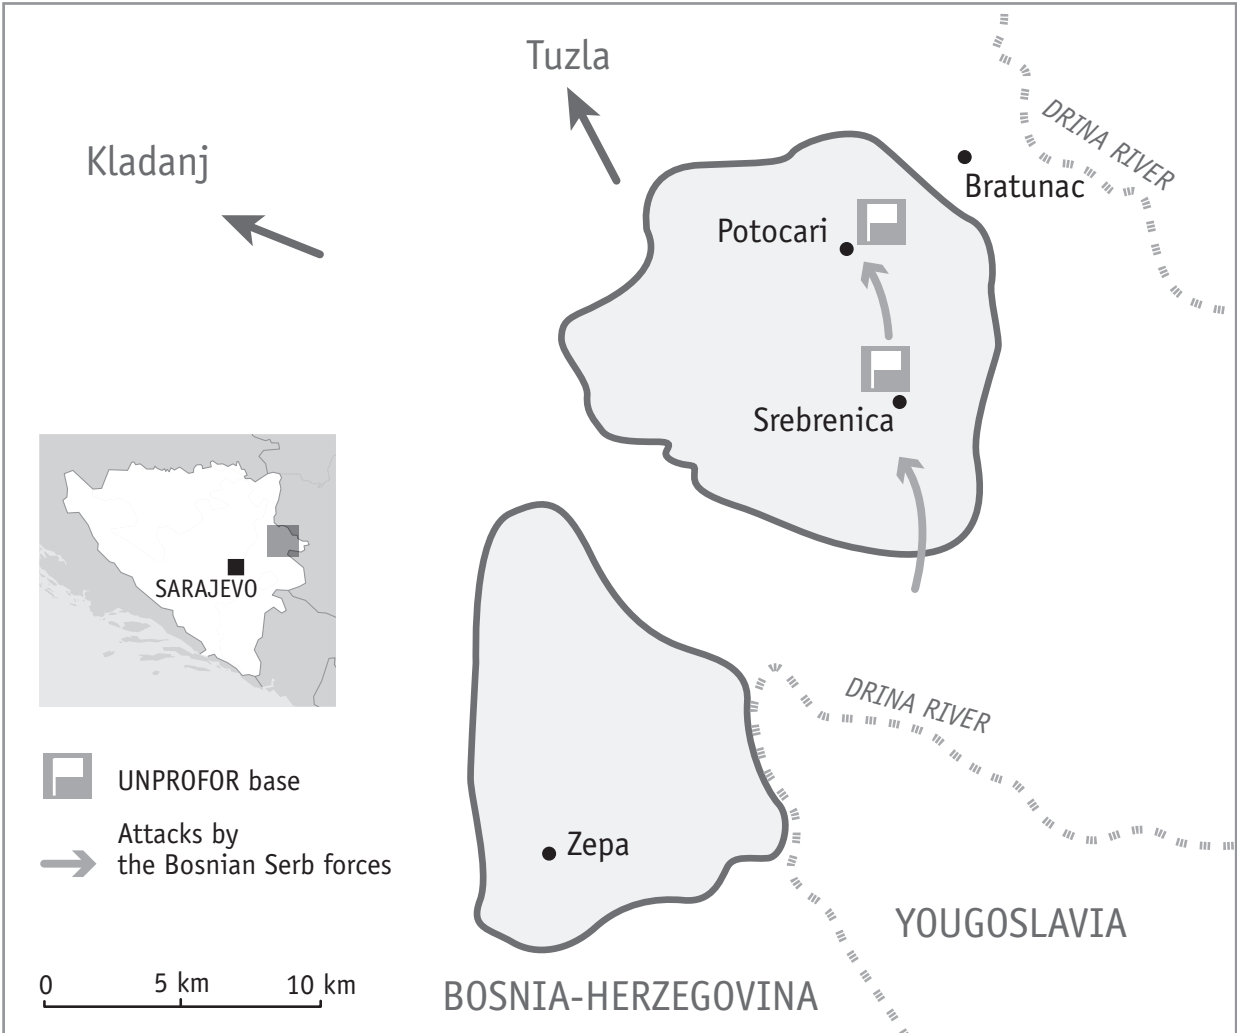 Tuzla
Kladanj
DRINA RIVER
Bratunac
Potocari
Srebrenica
SARAJEVO
DRINA RIVER
UNPROFOR base
Attacks by
the Bosnian Serb forces
Zepa
YOUGOSLAVIA
0 5 km 10 km
BOSNIA-HERZEGOVINA